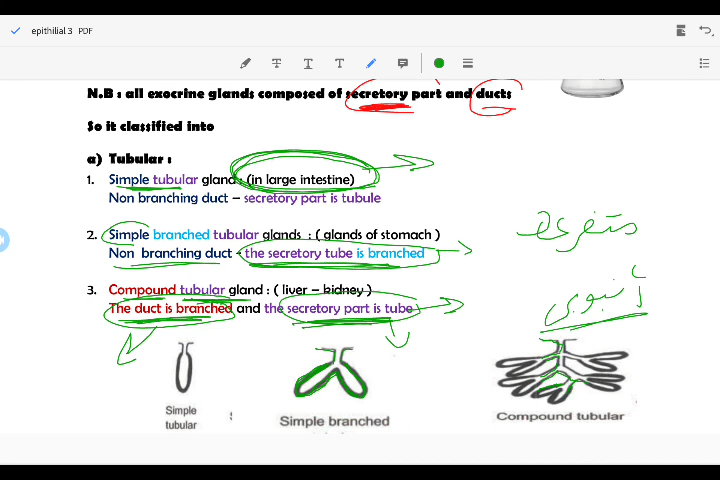 epithilial 3 PDF
N.B : all exocrine glands composed of secretory part and ducts
So it classified into
a) Tubular :
1. Simple tubular gland : (in large intestine)
Non branching duct – secretory part is tubule
2. Simple branched tubular glands : ( glands of stomach )
Non branching duct - the secretory tube is branched
متفرعة
3. Compound tubular gland : ( liver – kidney )
The duct is branched and the secretory part is tube
أنبوبي
Simple
tubular
Simple branched
Compound tubular